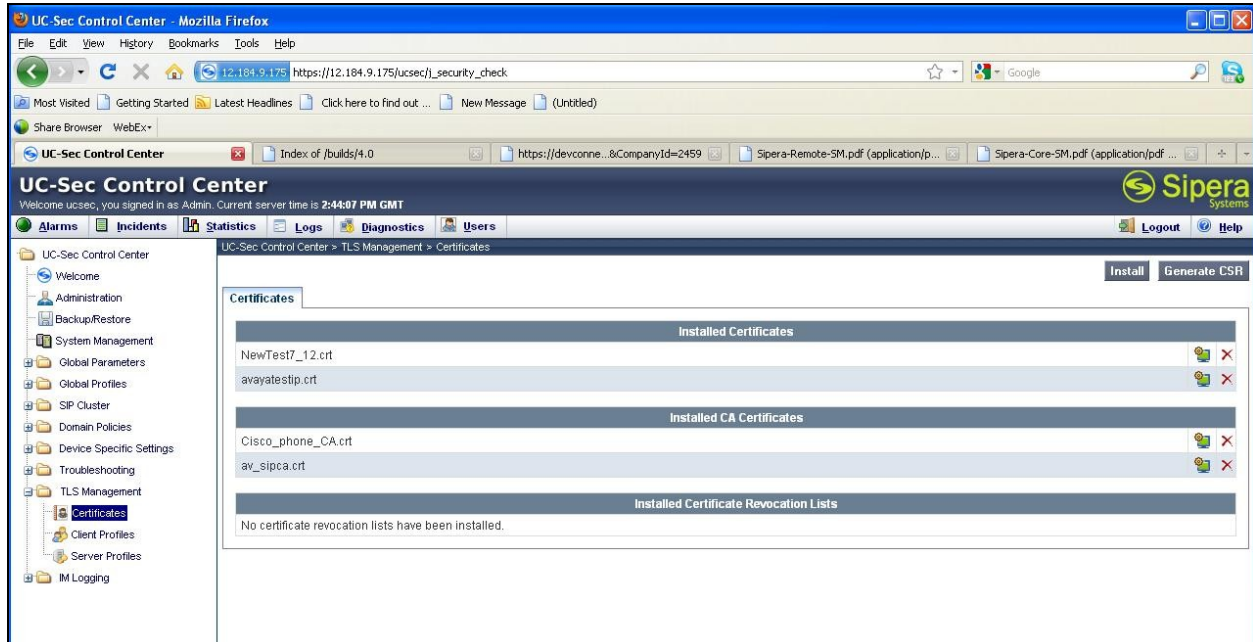 UC-Sec Control Center - Mozilla Firefox
File Edit View History Bookmarks Tools Help
12.184.9.175 https://12.184.9.175/ucsec/j_security_check
Google
Most Visited Getting Started Latest Headlines Click here to find out ... New Message (Untitled)
Share Browser WebEx
UC-Sec Control Center Index of /builds/4.0 https://devconne...&CompanyId=2459 Sipera-Remote-SM.pdf (application/p... Sipera-Core-SM.pdf (application/pdf ...
UC-Sec Control Center
Sipera
Systems
Welcome ucsec, you signed in as Admin. Current server time is 2:44:07 PM GMT
Alarms Incidents Statistics Logs Diagnostics Users Logout Help
UC-Sec Control Center
Welcome
Administration
Backup/Restore
System Management
Global Parameters
Global Profiles
SIP Cluster
Domain Policies
Device Specific Settings
Troubleshooting
TLS Management
Certificates
Client Profiles
Server Profiles
IM Logging
UC-Sec Control Center > TLS Management > Certificates
Install Generate CSR
Certificates
Installed Certificates
NewTest7_12.crt
avayatestip.crt
Installed CA Certificates
Cisco_phone_CA.crt
av_sipca.crt
Installed Certificate Revocation Lists
No certificate revocation lists have been installed.